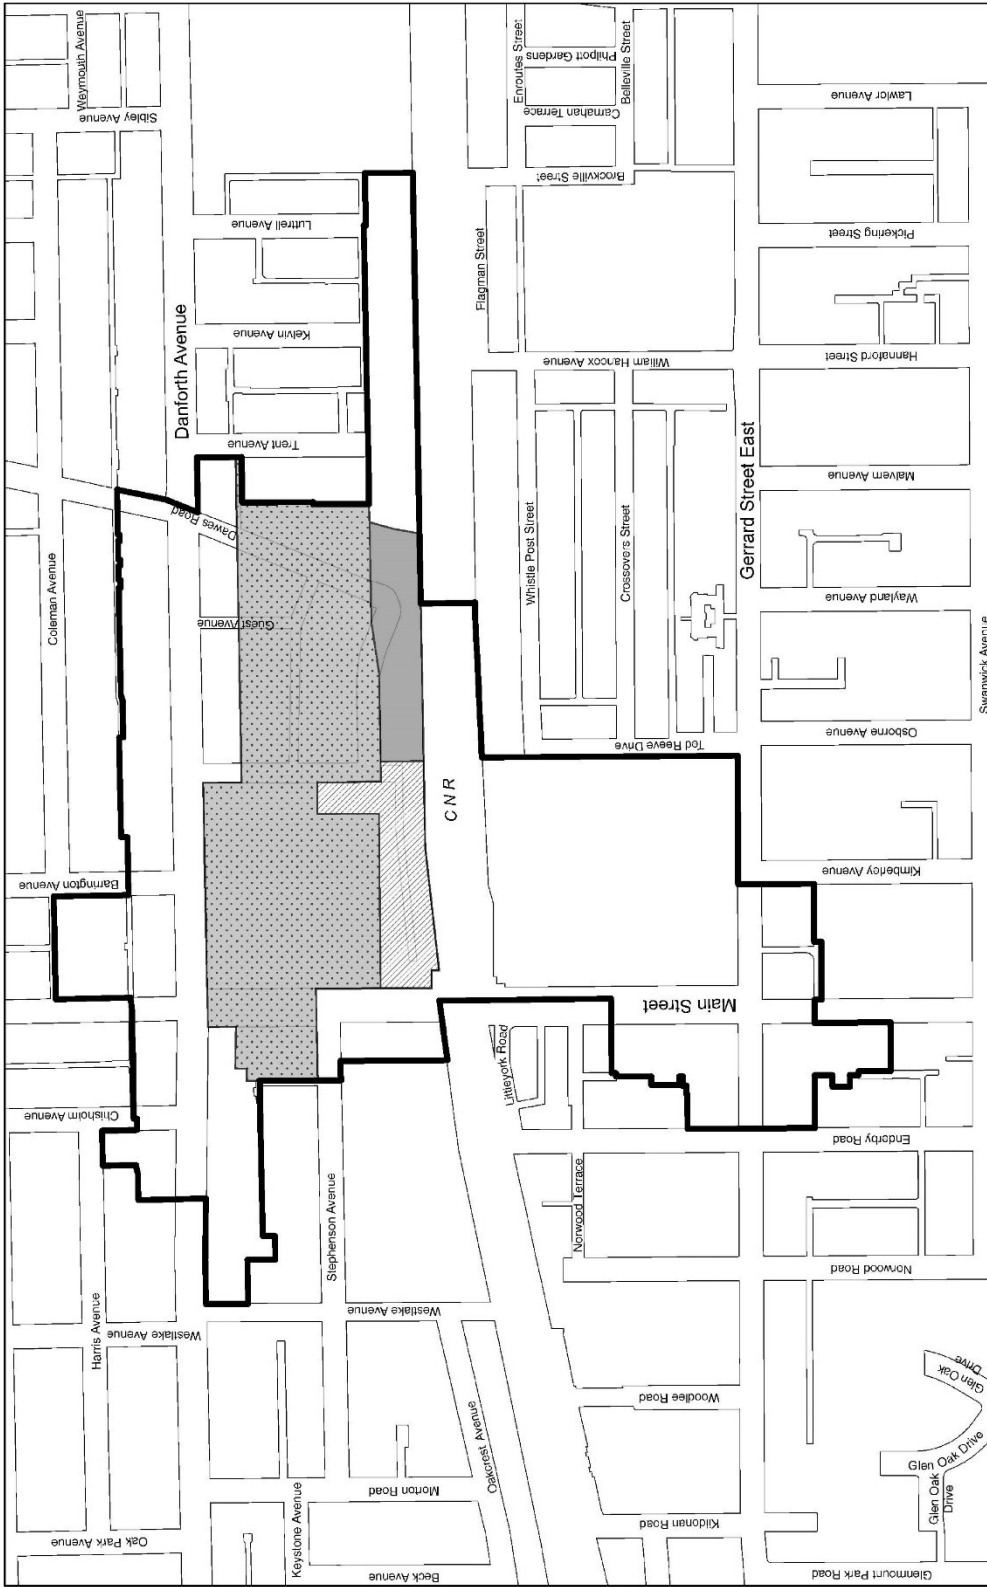 Weymouth Avenue
Sibley Avenue
Enroutes Street
Philpott Gardens
Belleville Street
Carnahan Terrace
Lawlor Avenue
Brockville Street
Luttrell Avenue
Flagman Street
Pickering Street
Kelvin Avenue
Danforth Avenue
William Hancox Avenue
Hannaford Street
Trent Avenue
Malvern Avenue
Dawes Road
Coleman Avenue
Whistle Post Street
Crossovers Street
Gerrard Street East
Wayland Avenue
Guest Avenue
Swanwick Avenue
Osborne Avenue
Tod Reeve Drive
CNR
Barrington Avenue
Kimberley Avenue
Main Street
Littleyork Road
Chisholm Avenue
Enderby Road
Stephenson Avenue
Norwood Terrace
Norwood Road
Harris Avenue
Westlake Avenue
Westlake Avenue
Glen Oak
Drive
Woodlee Road
Oakcrest Avenue
Glen Oak Drive
Morton Road
Glen Oak
Drive
Keystone Avenue
Kildonan Road
Oak Park Avenue
Beck Avenue
Glenmount Park Road